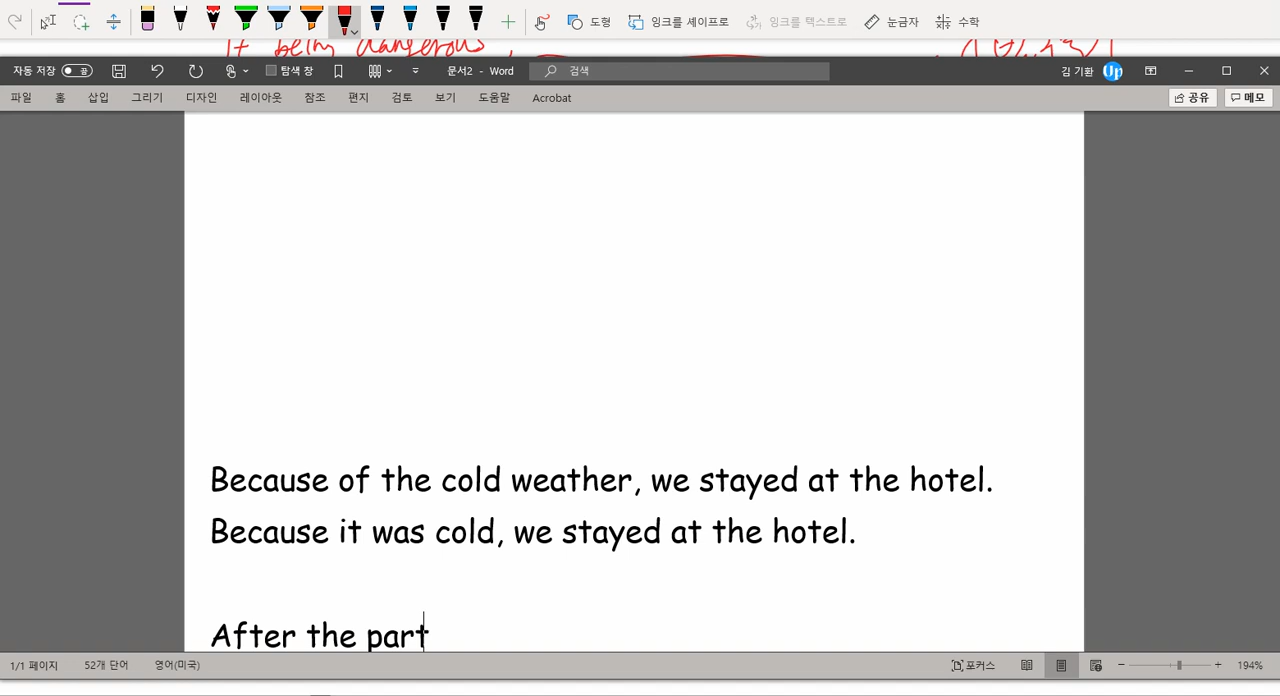 도형 잉크를 셰이프로 잉크를 텍스트로 눈금자 수학
It being dangerous,
자동 저장 끔 탐색 창 문서2 - Word 검색 김 기환 Up
파일 홈 삽입 그리기 디자인 레이아웃 참조 편지 검토 보기 도움말 Acrobat 공유 메모
Because of the cold weather, we stayed at the hotel.
Because it was cold, we stayed at the hotel.
After the part
1/1 페이지 52개 단어 영어(미국) 포커스 194%